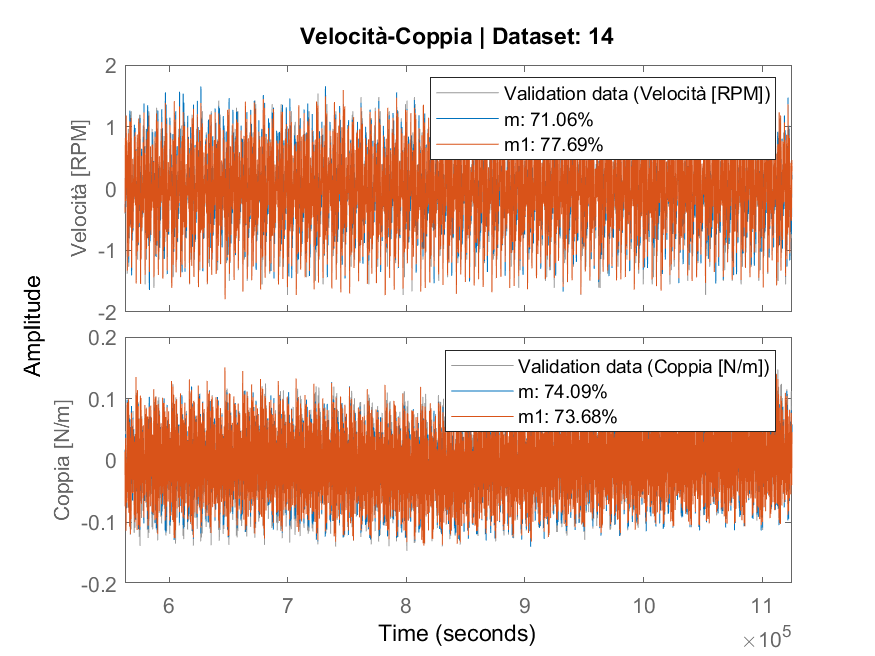 Velocità-Coppia | Dataset: 14
Amplitude
Velocità [RPM]
2
1
0
-1
-2
Validation data (Velocità [RPM])
m: 71.06%
m1: 77.69%
Coppia [N/m]
0.2
0.1
0
-0.1
-0.2
Validation data (Coppia [N/m])
m: 74.09%
m1: 73.68%
6 7 8 9 10 11
Time (seconds)
×10⁵